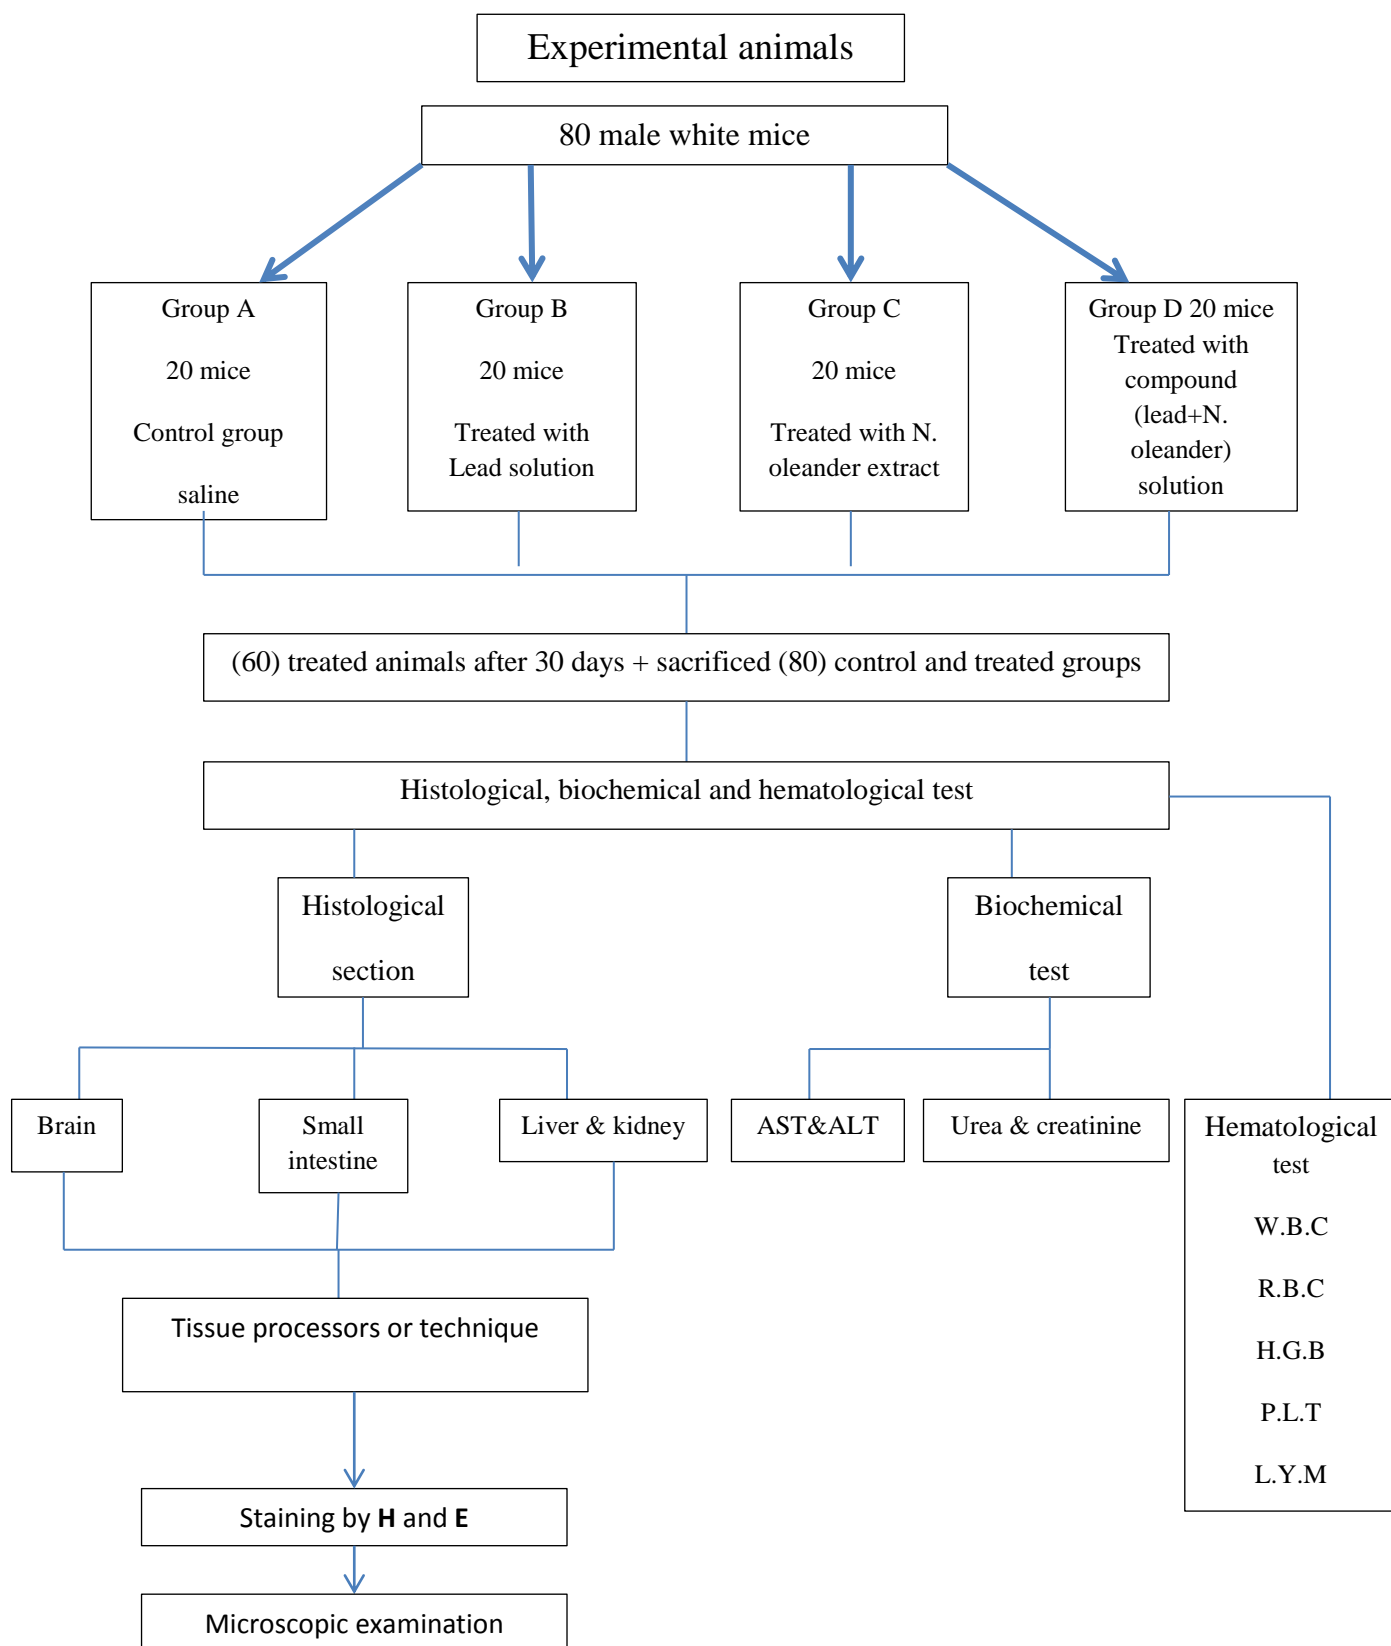 Experimental animals
80 male white mice
Group A
20 mice
Control group
saline
Group B
20 mice
Treated with
Lead solution
Group C
20 mice
Treated with N.
oleander extract
Group D 20 mice
Treated with
compound
(lead+N.
oleander)
solution
(60) treated animals after 30 days + sacrificed (80) control and treated groups
Histological, biochemical and hematological test
Histological
section
Biochemical
test
Brain
Small
intestine
Liver & kidney
AST&ALT
Urea & creatinine
Hematological
test
W.B.C
R.B.C
H.G.B
P.L.T
L.Y.M
Tissue processors or technique
Staining by H and E
Microscopic examination